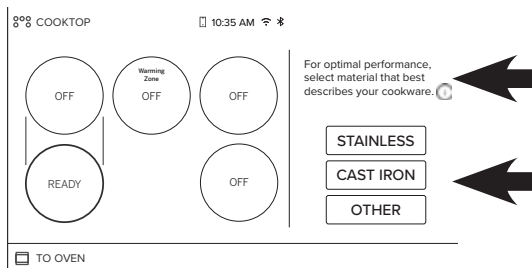 COOKTOP
10:35 AM
Warming
Zone
OFF
OFF
OFF
READY
OFF
For optimal performance,
select material that best
describes your cookware.
STAINLESS
CAST IRON
OTHER
TO OVEN